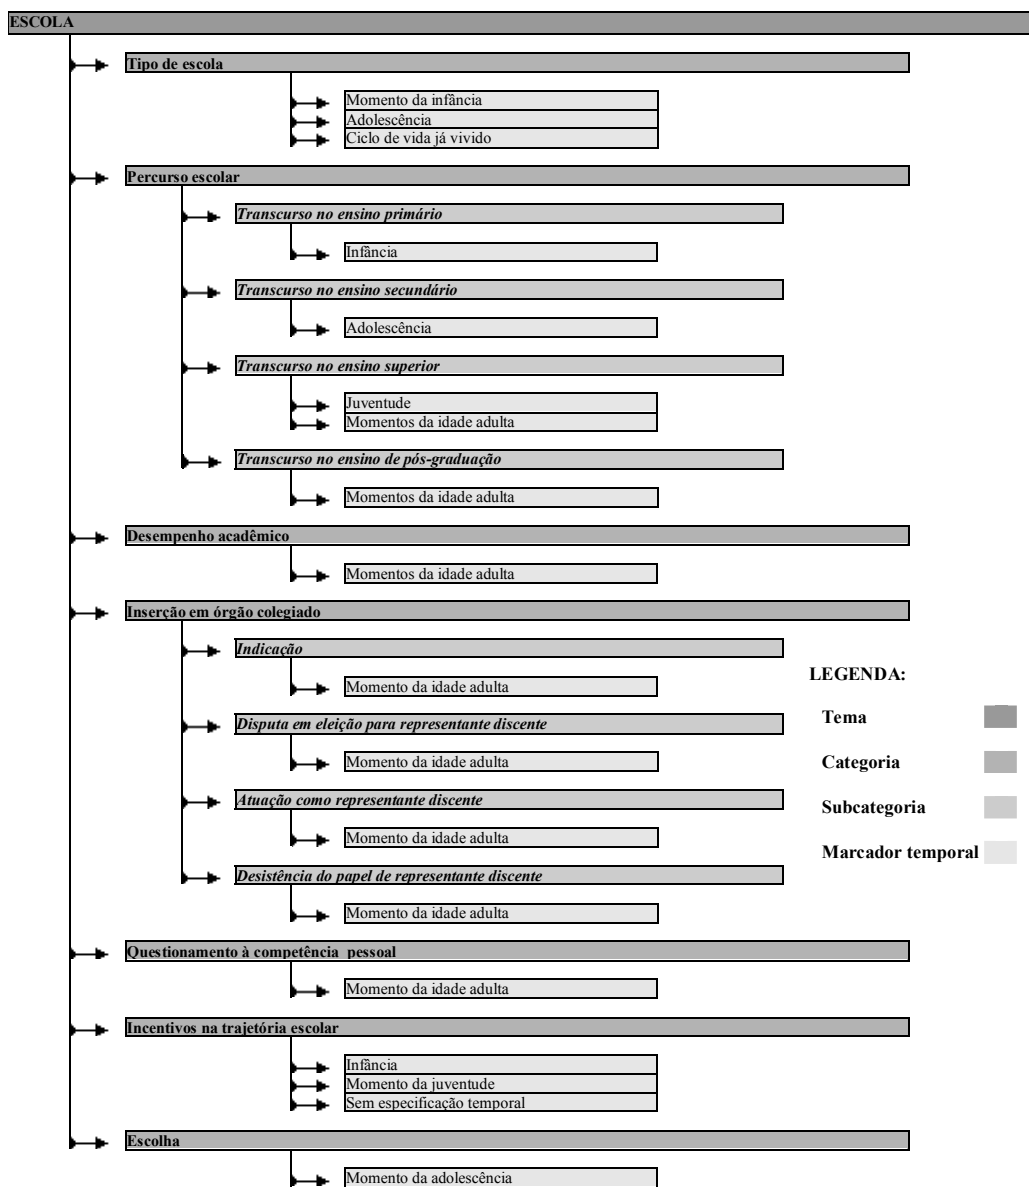 ESCOLA
Tipo de escola
Momento da infância
Adolescência
Ciclo de vida já vivido
Percurso escolar
Transcurso no ensino primário
Infância
Transcurso no ensino secundário
Adolescência
Transcurso no ensino superior
Juventude
Momentos da idade adulta
Transcurso no ensino de pós-graduação
Momentos da idade adulta
Desempenho acadêmico
Momentos da idade adulta
Inserção em órgão colegiado
Indicação
Momento da idade adulta
Disputa em eleição para representante discente
Momento da idade adulta
Atuação como representante discente
Momento da idade adulta
Desistência do papel de representante discente
Momento da idade adulta
Questionamento à competência pessoal
Momento da idade adulta
Incentivos na trajetória escolar
Infância
Momento da juventude
Sem especificação temporal
Escolha
Momento da adolescência
LEGENDA:
Tema
Categoria
Subcategoria
Marcador temporal